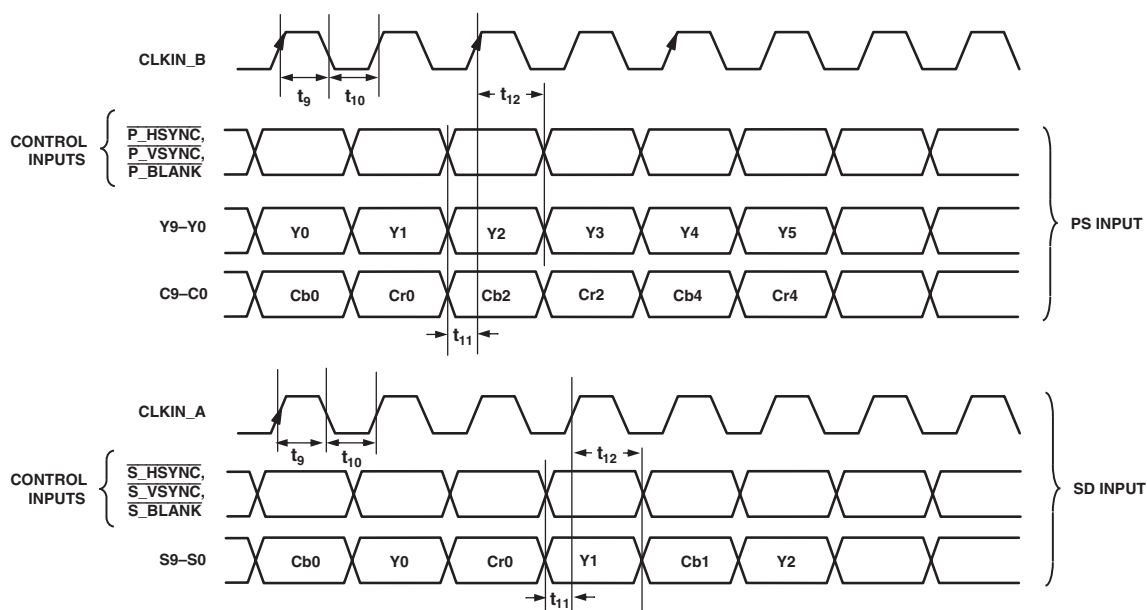 CLKIN_B
t9
t10
t12
CONTROL
INPUTS
P_HSYNC,
P_VSYNC,
P_BLANK
Y9–Y0
Y0
Y1
Y2
Y3
Y4
Y5
PS INPUT
C9–C0
Cb0
Cr0
Cb2
Cr2
Cb4
Cr4
t11
CLKIN_A
t9
t10
t12
CONTROL
INPUTS
S_HSYNC,
S_VSYNC,
S_BLANK
SD INPUT
S9–S0
Cb0
Y0
Cr0
Y1
Cb1
Y2
t11